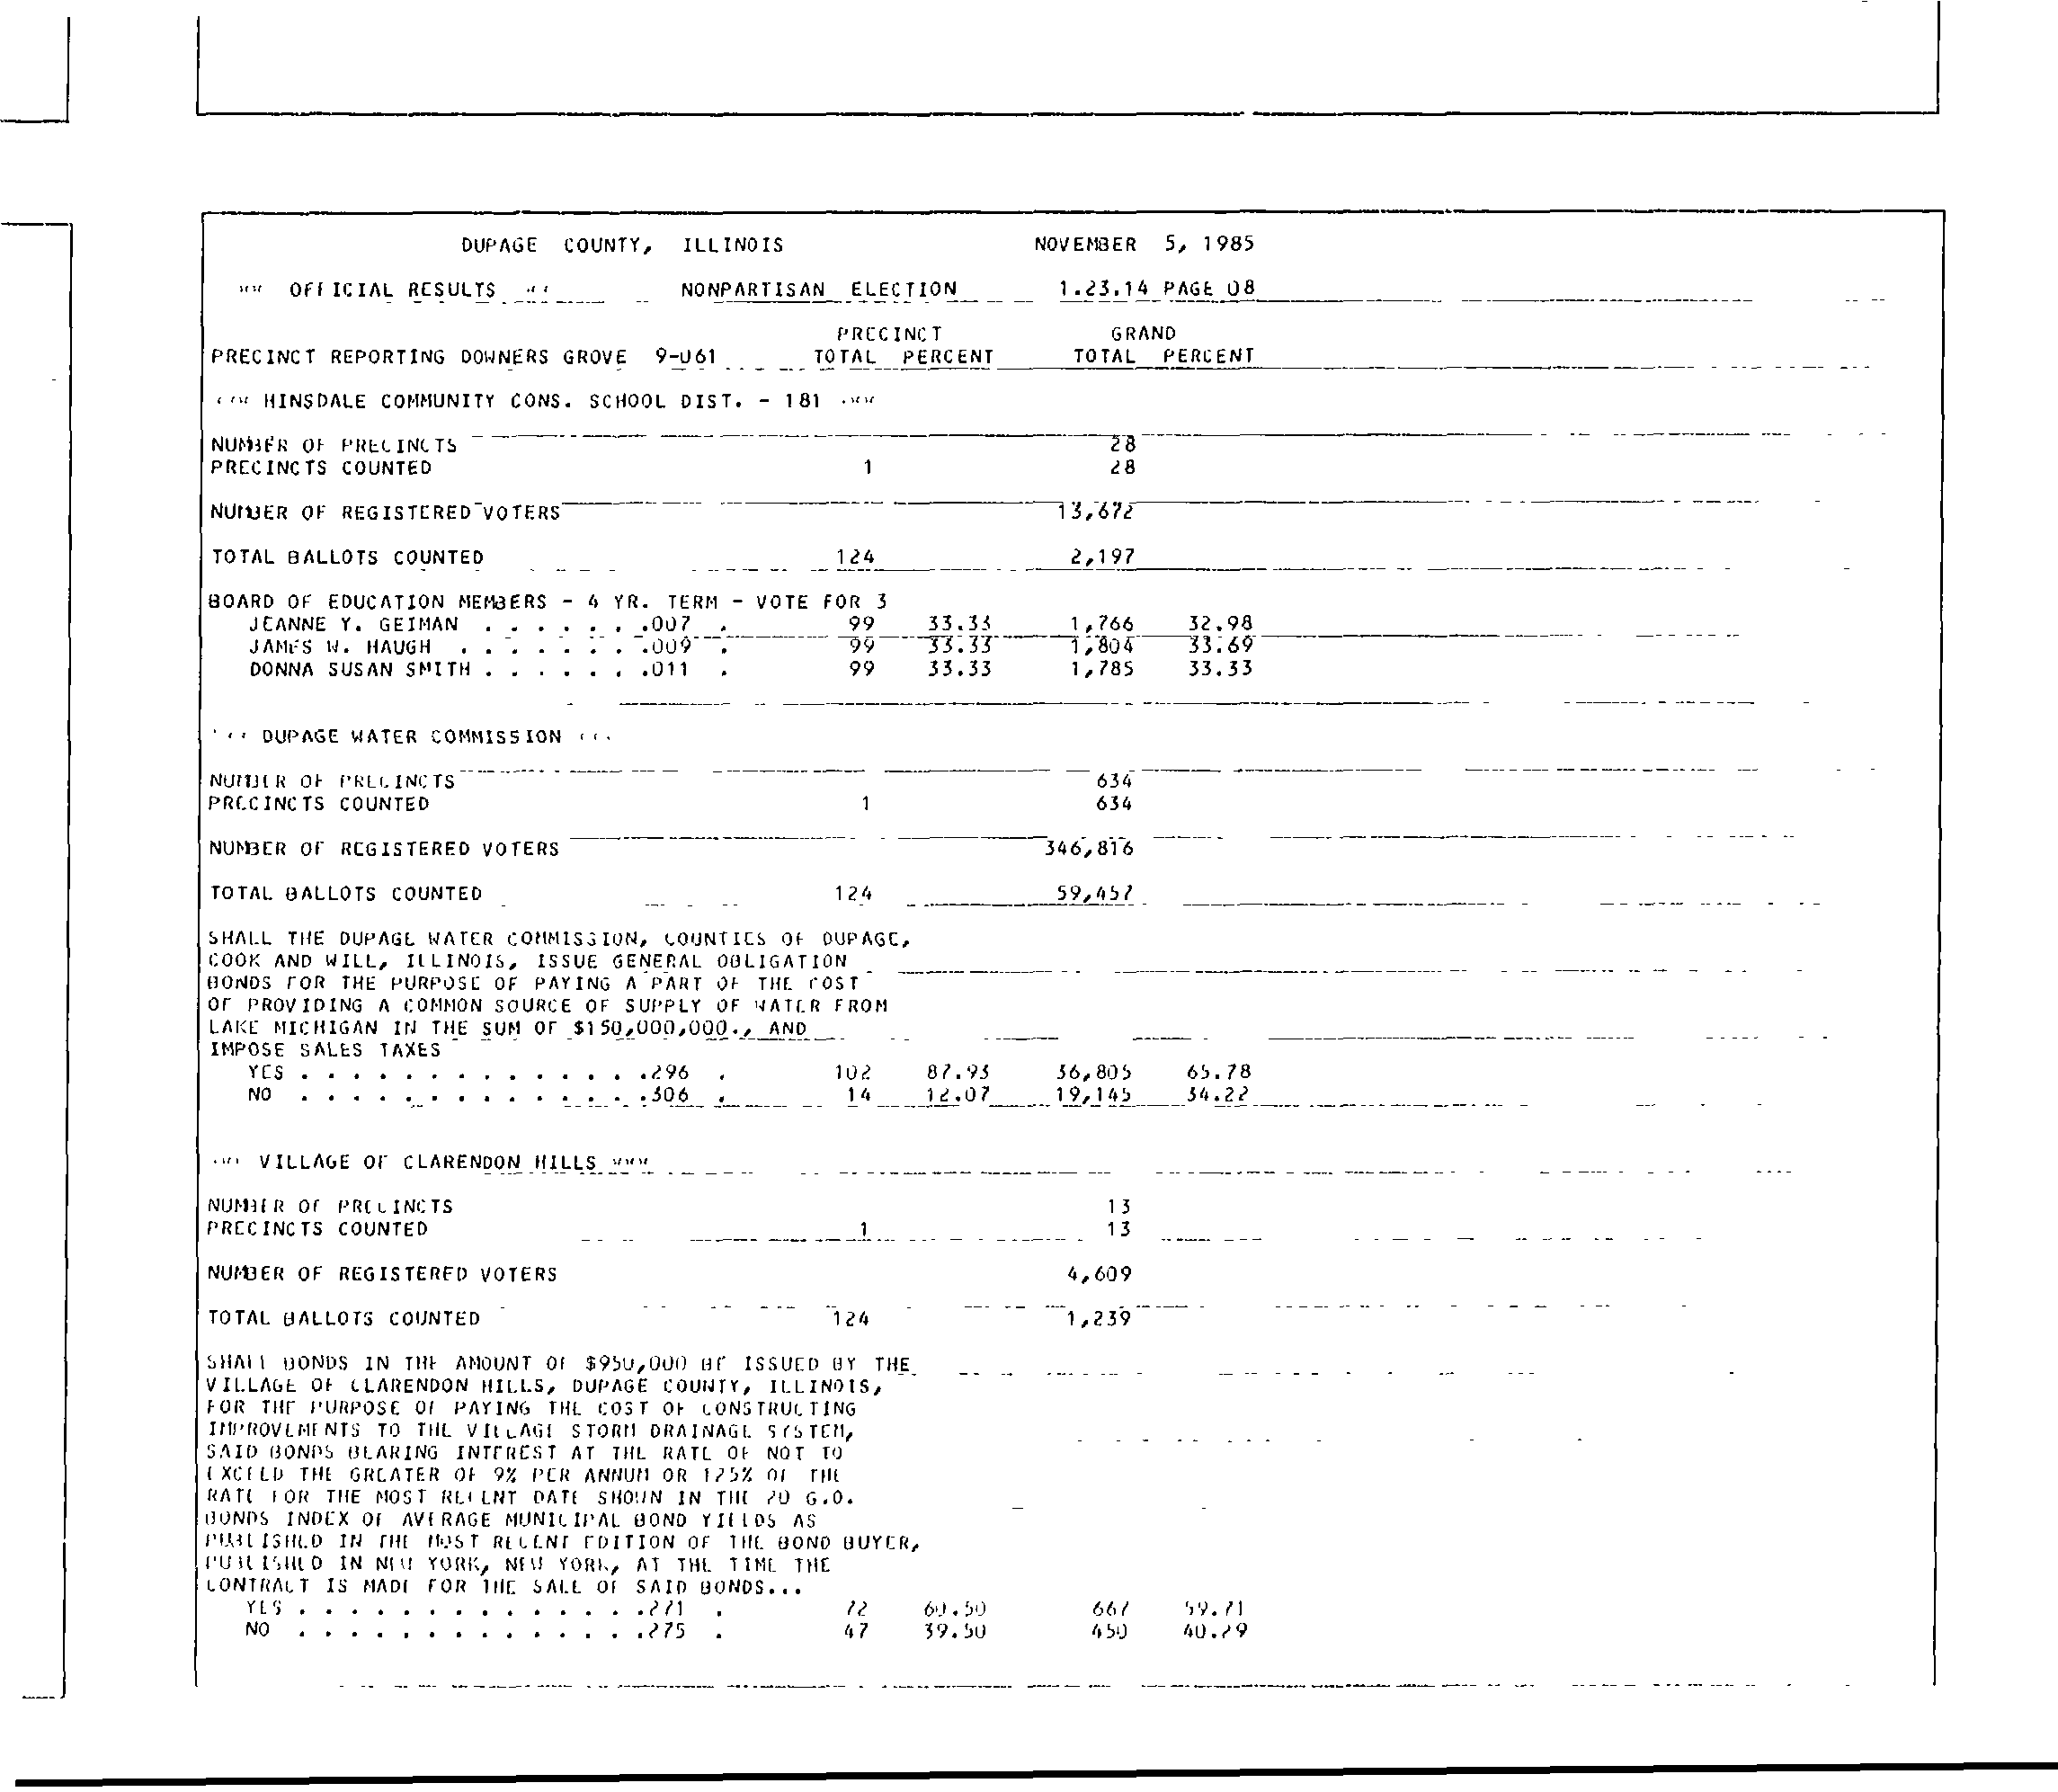 DUPAGE COUNTY, ILLINOIS NOVEMBER 5, 1985
OFFICIAL RESULTS NONPARTISAN ELECTION 1.23.14 PAGE 08
PRECINCT GRAND
PRECINCT REPORTING DOWNERS GROVE 9-061 TOTAL PERCENT TOTAL PERCENT
*** HINSDALE COMMUNITY CONS. SCHOOL DIST. - 181 ***
NUMBER OF PRECINCTS 28
PRECINCTS COUNTED 1 28
NUMBER OF REGISTERED VOTERS 13,672
TOTAL BALLOTS COUNTED 124 2,197
BOARD OF EDUCATION MEMBERS - 4 YR. TERM - VOTE FOR 3
JEANNE Y. GEIMAN . . . . . . .007 . 99 33.33 1,766 32.98
JAMES W. HAUGH . . . . . . . .009 . 99 33.33 1,804 33.69
DONNA SUSAN SMITH . . . . . . .011 . 99 33.33 1,785 33.33
*** DUPAGE WATER COMMISSION ***
NUMBER OF PRECINCTS 634
PRECINCTS COUNTED 1 634
NUMBER OF REGISTERED VOTERS 346,816
TOTAL BALLOTS COUNTED 124 59,457
SHALL THE DUPAGE WATER COMMISSION, COUNTIES OF DUPAGE,
COOK AND WILL, ILLINOIS, ISSUE GENERAL OBLIGATION
BONDS FOR THE PURPOSE OF PAYING A PART OF THE COST
OF PROVIDING A COMMON SOURCE OF SUPPLY OF WATER FROM
LAKE MICHIGAN IN THE SUM OF $150,000,000., AND
IMPOSE SALES TAXES
YES . . . . . . . . . . . . . .296 . 102 87.93 36,805 65.78
NO . . . . . . . . . . . . . .306 . 14 12.07 19,145 34.22
*** VILLAGE OF CLARENDON HILLS ***
NUMBER OF PRECINCTS 13
PRECINCTS COUNTED 1 13
NUMBER OF REGISTERED VOTERS 4,609
TOTAL BALLOTS COUNTED 124 1,239
SHALL BONDS IN THE AMOUNT OF $950,000 BE ISSUED BY THE
VILLAGE OF CLARENDON HILLS, DUPAGE COUNTY, ILLINOIS,
FOR THE PURPOSE OF PAYING THE COST OF CONSTRUCTING
IMPROVEMENTS TO THE VILLAGE STORM DRAINAGE SYSTEM,
SAID BONDS BEARING INTEREST AT THE RATE OF NOT TO
EXCEED THE GREATER OF 9% PER ANNUM OR 125% OF THE
RATE FOR THE MOST RECENT DATE SHOWN IN THE 20 G.O.
BONDS INDEX OF AVERAGE MUNICIPAL BOND YIELDS AS
PUBLISHED IN THE MOST RECENT EDITION OF THE BOND BUYER,
PUBLISHED IN NEW YORK, NEW YORK, AT THE TIME THE
CONTRACT IS MADE FOR THE SALE OF SAID BONDS...
YES . . . . . . . . . . . . . .271 . 72 60.50 667 59.71
NO . . . . . . . . . . . . . .275 . 47 39.50 450 40.29